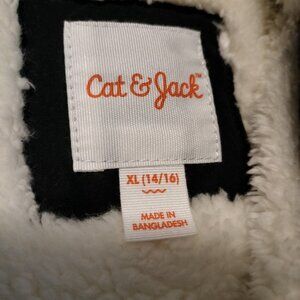 Cat & Jack™
XL (14/16)
MADE IN
BANGLADESH